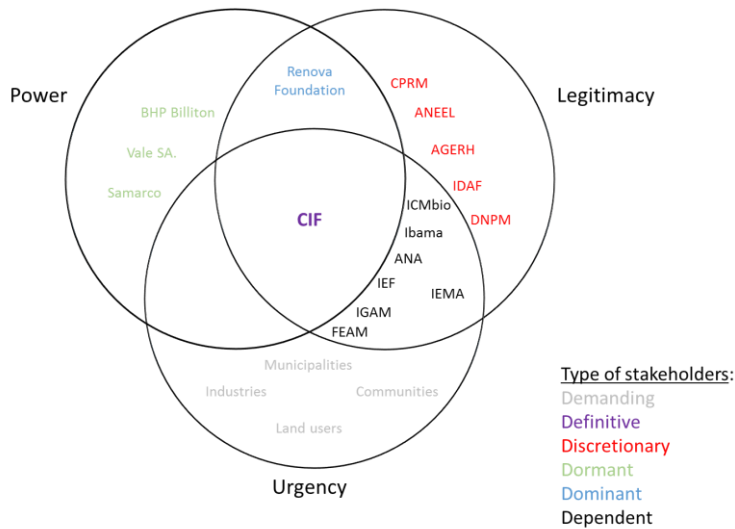 Renova
Foundation
Power
CPRM
Legitimacy
BHP Billiton
ANEEL
Vale SA.
AGERH
Samarco
IDAF
ICMbio
CIF
DNPM
Ibama
ANA
IEF
IEMA
IGAM
FEAM
Municipalities
Industries
Communities
Land users
Urgency
Type of stakeholders:
Demanding
Definitive
Discretionary
Dormant
Dominant
Dependent